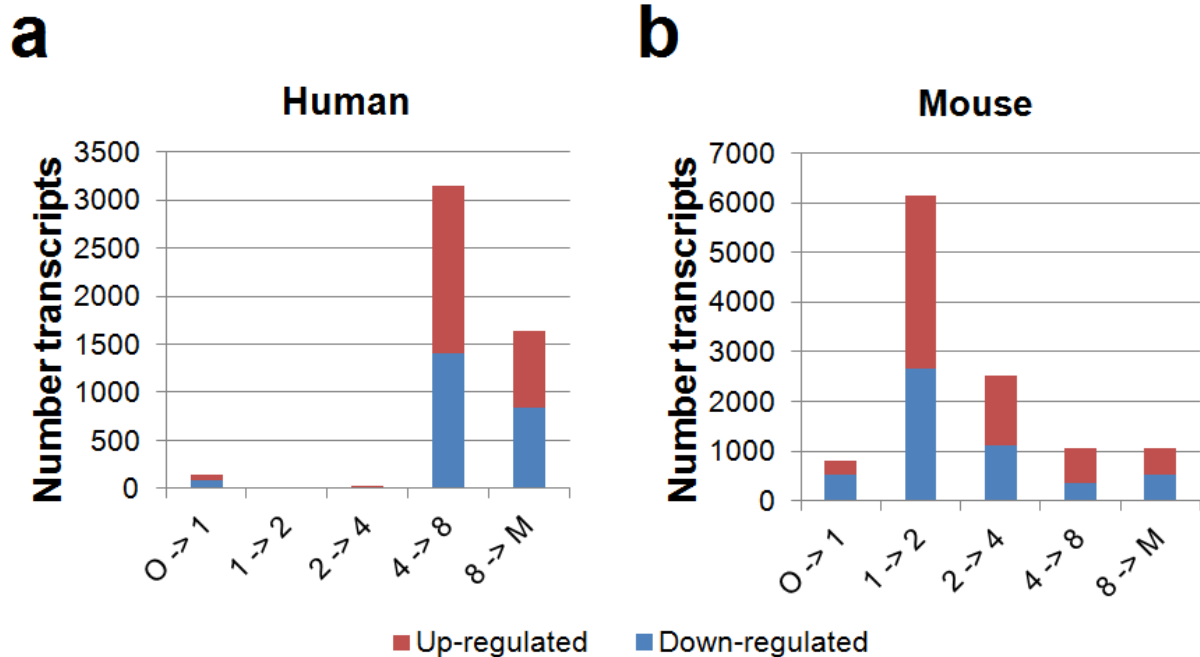 a
Human
Number transcripts
3500
3000
2500
2000
1500
1000
500
0
O -> 1
1 -> 2
2 -> 4
4 -> 8
8 -> M
b
Mouse
Number transcripts
7000
6000
5000
4000
3000
2000
1000
0
O -> 1
1 -> 2
2 -> 4
4 -> 8
8 -> M
Up-regulated Down-regulated